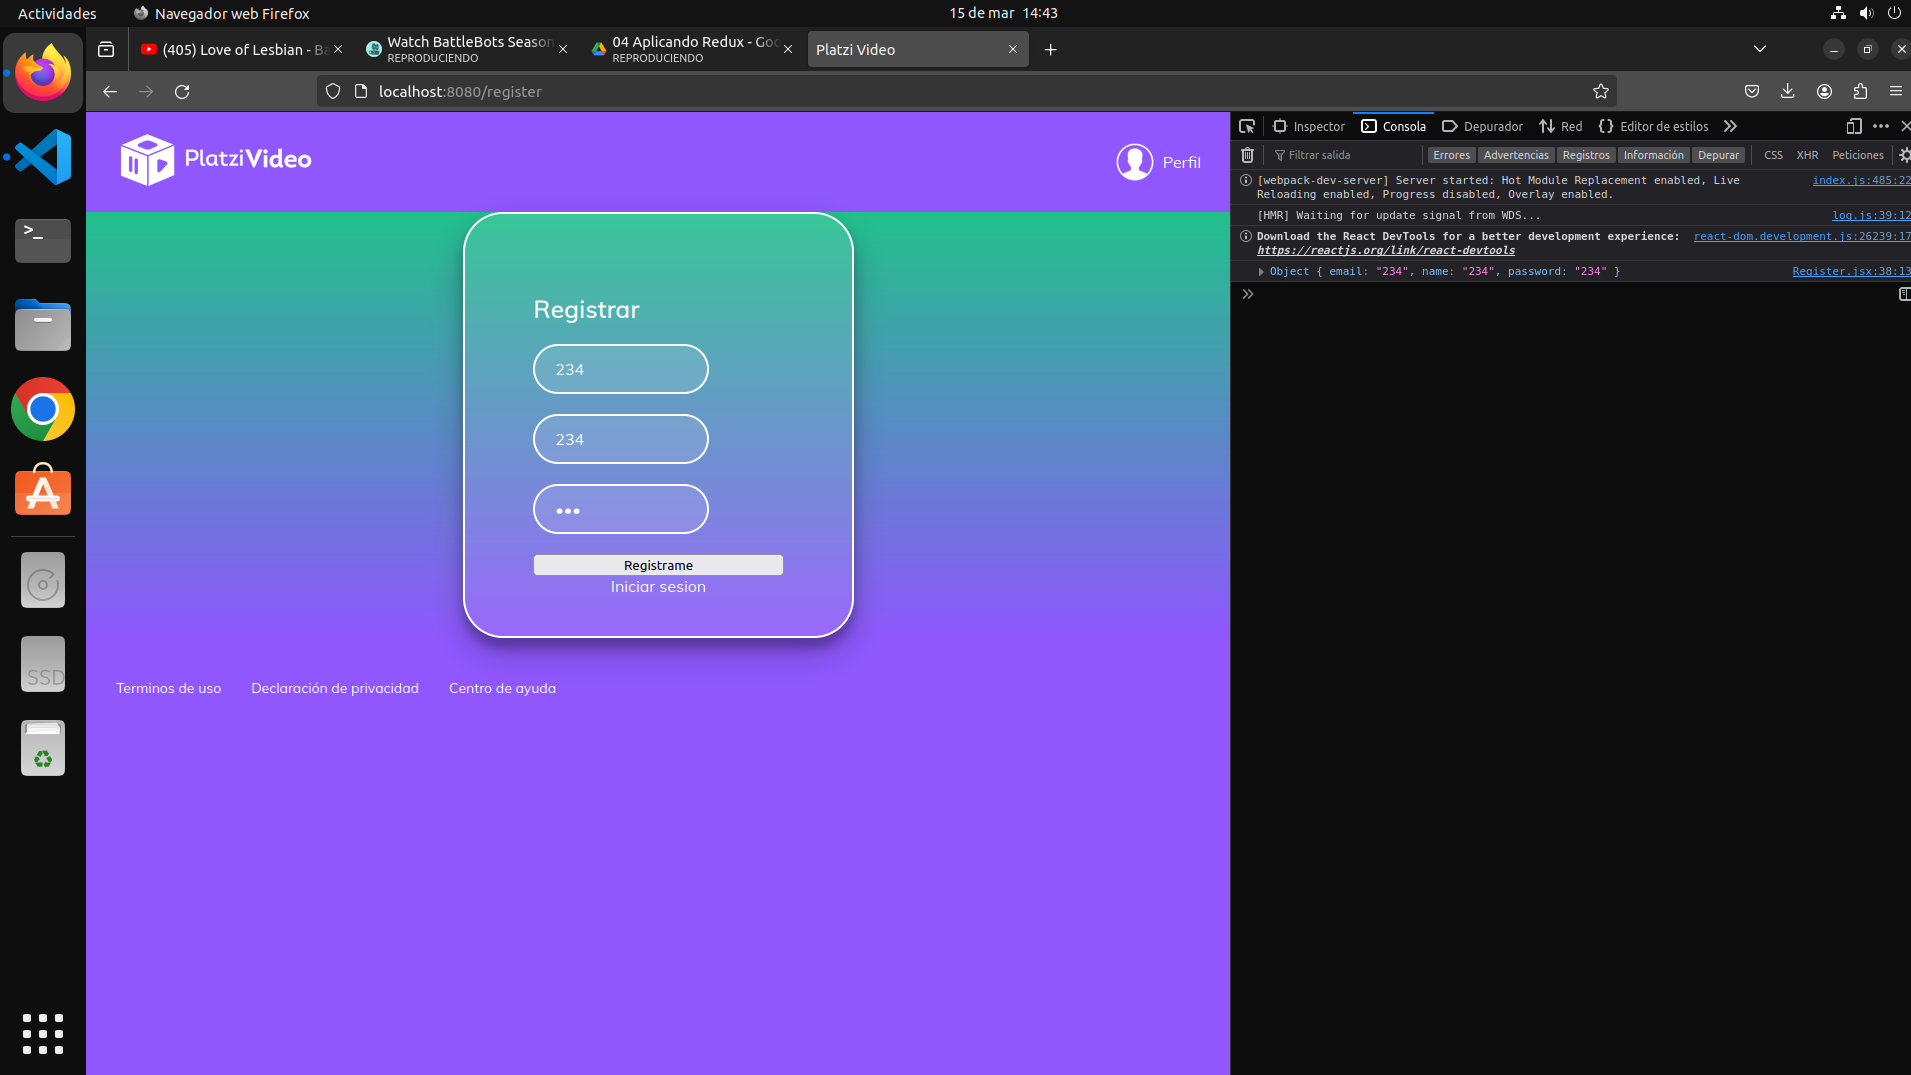 Actividades
Navegador web Firefox
15 de mar 14:43
(405) Love of Lesbian - Ba
Watch BattleBots Season
REPRODUCIENDO
04 Aplicando Redux - Goo
REPRODUCIENDO
Platzi Video
localhost:8080/register
PlatziVideo
Perfil
Registrar
234
234
•••
Registrame
Iniciar sesion
Terminos de uso
Declaración de privacidad
Centro de ayuda
Inspector
Consola
Depurador
Red
Editor de estilos
Filtrar salida
Errores
Advertencias
Registros
Información
Depurar
CSS
XHR
Peticiones
[webpack-dev-server] Server started: Hot Module Replacement enabled, Live
Reloading enabled, Progress disabled, Overlay enabled.
index.js:485:22
[HMR] Waiting for update signal from WDS...
log.js:39:12
Download the React DevTools for a better development experience:
https://reactjs.org/link/react-devtools
react-dom.development.js:26239:17
Object { email: "234", name: "234", password: "234" }
Register.jsx:38:13
SSD